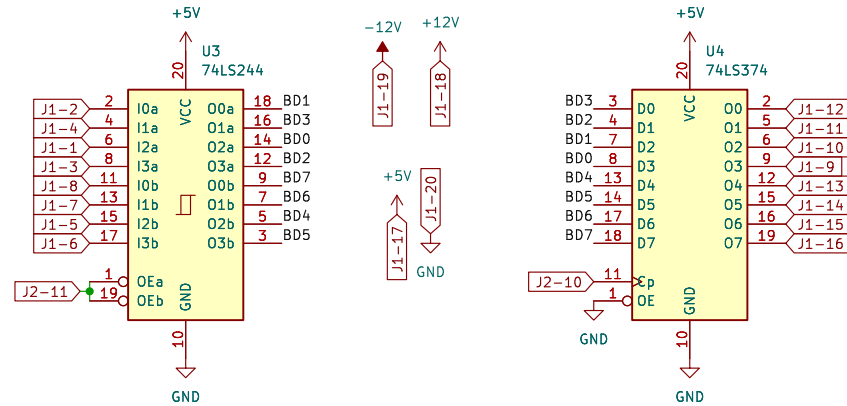 +5V
U3
74LS244
20
VCC
J1-2 2 I0a O0a 18 BD1
J1-4 4 I1a O1a 16 BD3
J1-1 6 I2a O2a 14 BD0
J1-3 8 I3a O3a 12 BD2
J1-8 11 I0b O0b 9 BD7
J1-7 13 I1b O1b 7 BD6
J1-5 15 I2b O2b 5 BD4
J1-6 17 I3b O3b 3 BD5
J2-11
1 OEa
19 OEb
GND
10
GND
-12V
J1-19
+12V
J1-18
+5V
J1-17
J1-20
GND
+5V
U4
74LS374
20
VCC
BD3 3 D0 O0 2 J1-12
BD2 4 D1 O1 5 J1-11
BD1 7 D2 O2 6 J1-10
BD0 8 D3 O3 9 J1-9
BD4 13 D4 O4 12 J1-13
BD5 14 D5 O5 15 J1-14
BD6 17 D6 O6 16 J1-15
BD7 18 D7 O7 19 J1-16
J2-10 11 Cp
1 OE
GND
GND
10
GND